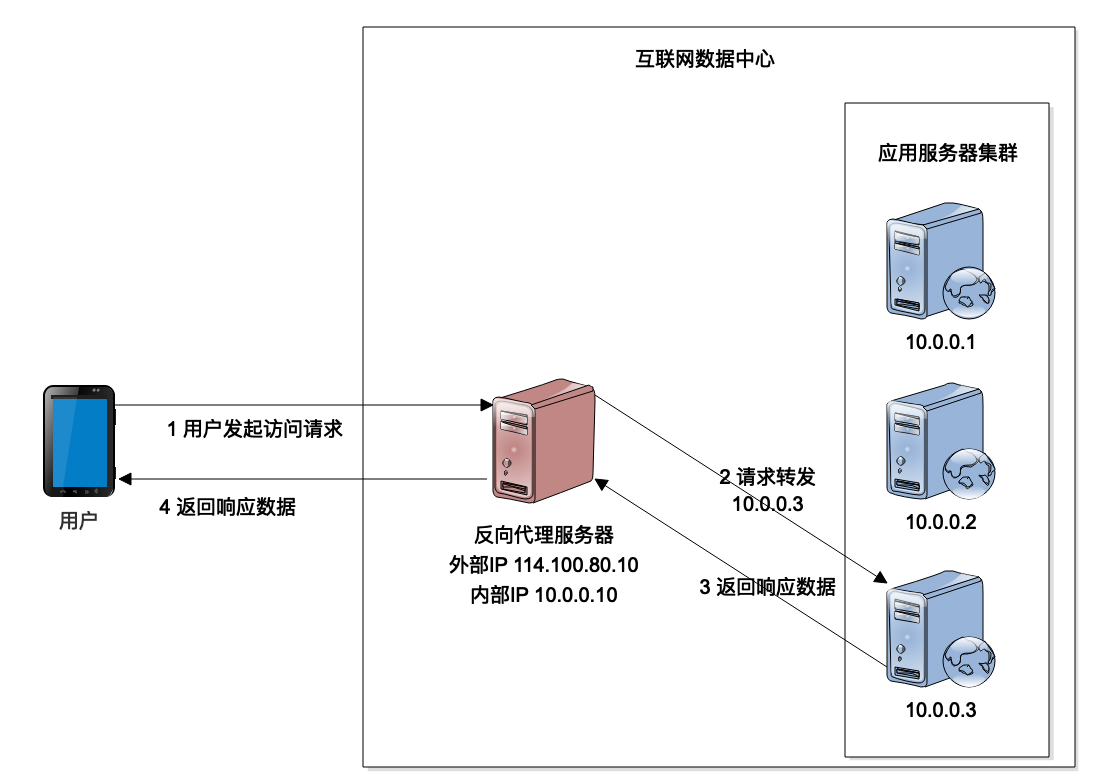 互联网数据中心
应用服务器集群
10.0.0.1
10.0.0.2
10.0.0.3
用户
1 用户发起访问请求
4 返回响应数据
反向代理服务器
外部IP 114.100.80.10
内部IP 10.0.0.10
2 请求转发
10.0.0.3
3 返回响应数据